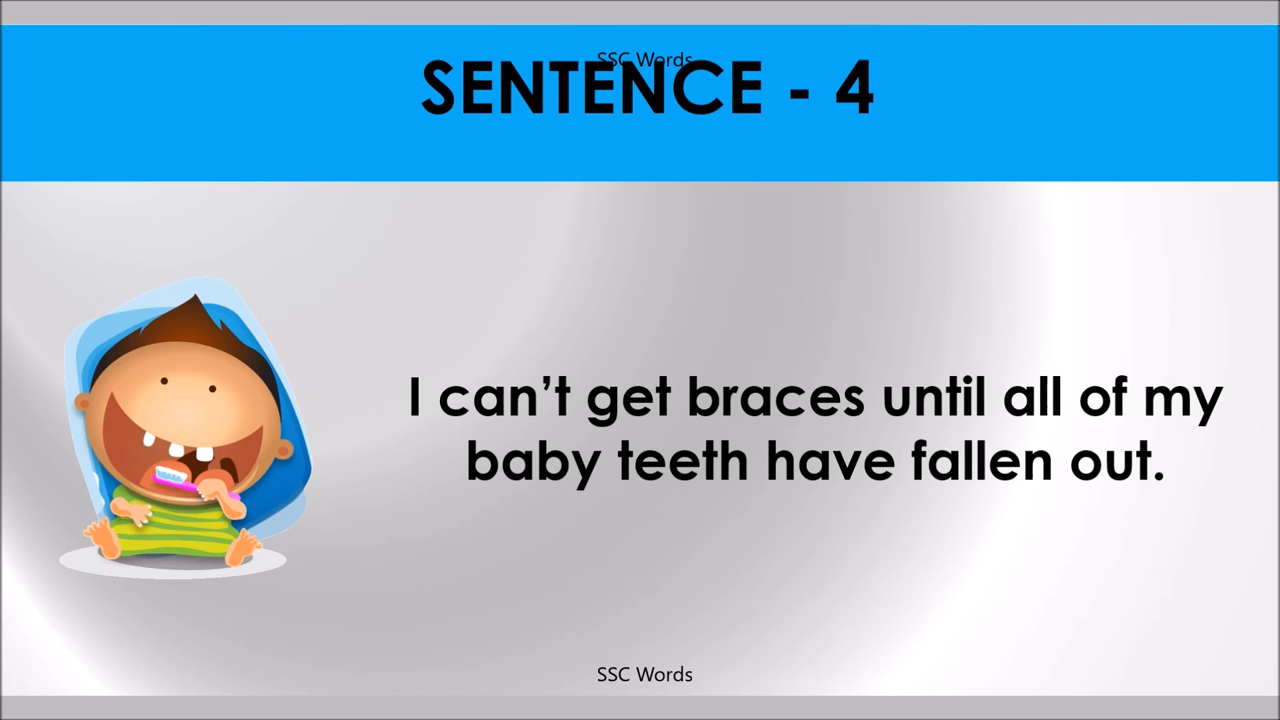 SSC Words
SENTENCE - 4
I can’t get braces until all of my
baby teeth have fallen out.
SSC Words